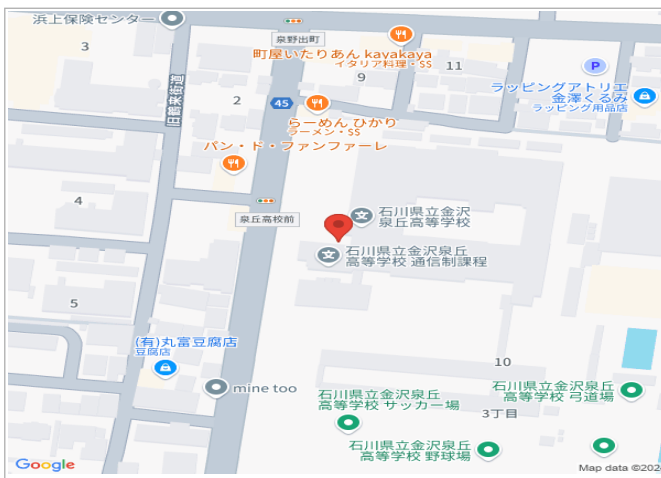 浜上保険センター
3
旧鶴来街道
泉野出町
町屋いたりあん kayakaya
イタリア料理・$$
9
11
P
ラッピングアトリエ
金澤くるみ
ラッピング用品店
2
45
らーめん ひかり
ラーメン・$$
パン・ド・ファンファーレ
4
泉丘高校前
石川県立金沢
泉丘高等学校
石川県立金沢泉丘
高等学校 通信制課程
5
(有)丸富豆腐店
豆腐店
mine too
10
石川県立金沢泉丘
高等学校 サッカー場
3丁目
石川県立金沢泉丘
高等学校 弓道場
石川県立金沢泉丘
高等学校 野球場
Google
Map data ©202